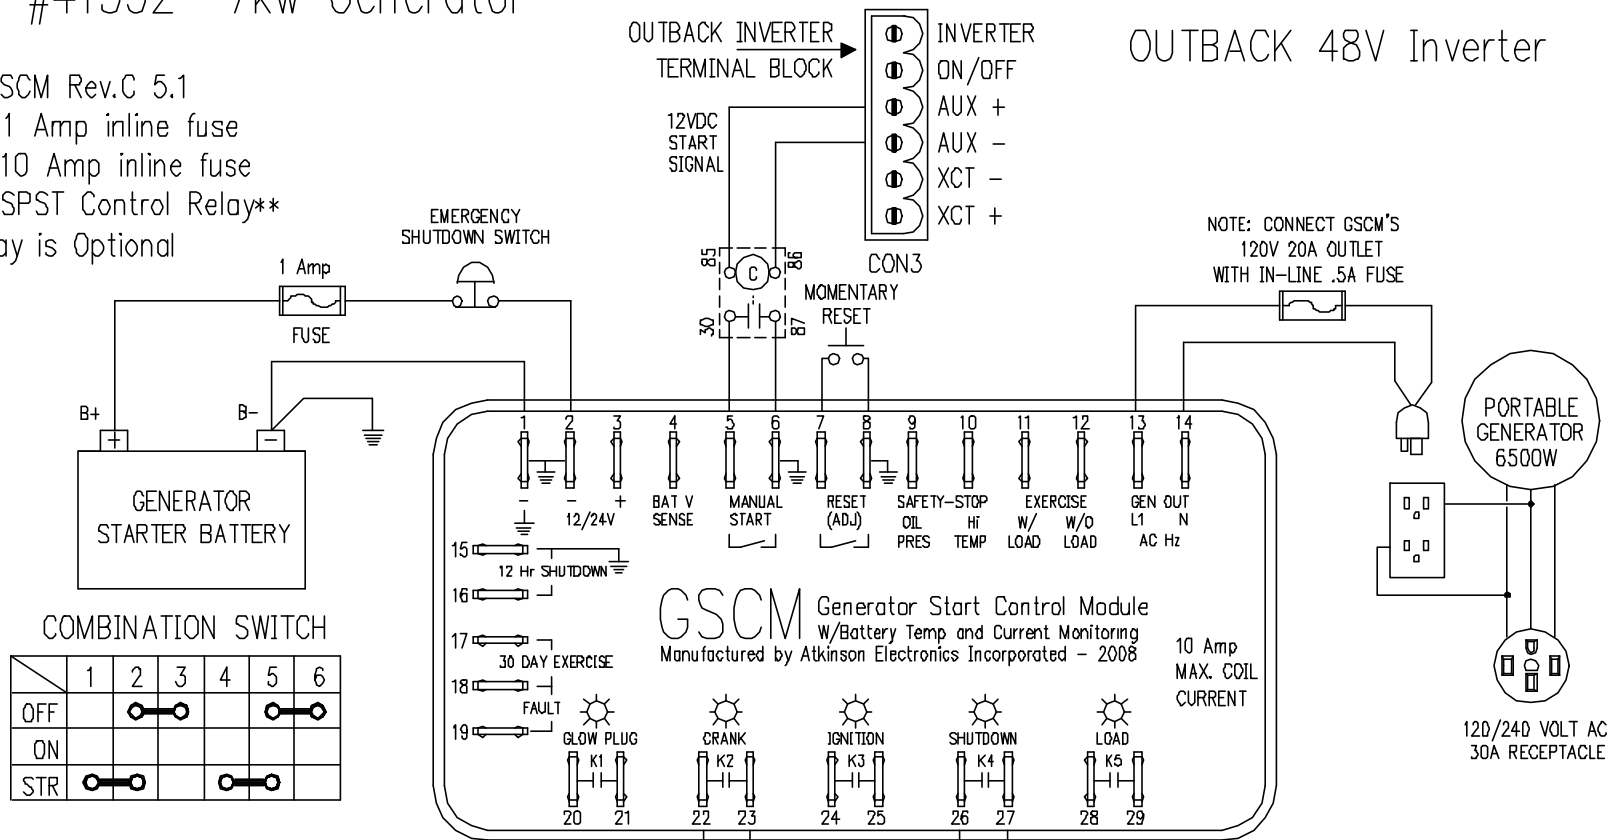 Generator
OUTBACK INVERTER
TERMINAL BLOCK
INVERTER
ON/OFF
AUX +
AUX -
XCT -
XCT +
CON3
OUTBACK 48V Inverter
SCM Rev.C 5.1
1 Amp inline fuse
10 Amp inline fuse
SPST Control Relay**
ay is Optional
12VDC
START
SIGNAL
EMERGENCY
SHUTDOWN SWITCH
1 Amp
FUSE
85
86
C
30
87
MOMENTARY
RESET
NOTE: CONNECT GSCM'S
120V 20A OUTLET
WITH IN-LINE .5A FUSE
B+
B-
+
-
GENERATOR
STARTER BATTERY
PORTABLE
GENERATOR
6500W
1 2 3 4 5 6 7 8 9 10 11 12 13 14
- - +
12/24V
BAT V
SENSE
MANUAL
START
RESET
(ADJ)
SAFETY-STOP
OIL
PRES
Hi
TEMP
EXERCISE
W/
LOAD
W/O
LOAD
GEN OUT
L1 N
AC Hz
15
12 Hr SHUTDOWN
16
17
30 DAY EXERCISE
18
FAULT
19
GSCM
Generator Start Control Module
W/Battery Temp and Current Monitoring
Manufactured by Atkinson Electronics Incorporated - 2008
10 Amp
MAX. COIL
CURRENT
GLOW PLUG
CRANK
IGNITION
SHUTDOWN
LOAD
K1
K2
K3
K4
K5
20 21 22 23 24 25 26 27 28 29
120/240 VOLT AC
30A RECEPTACLE
COMBINATION SWITCH
1 2 3 4 5 6
OFF
ON
STR